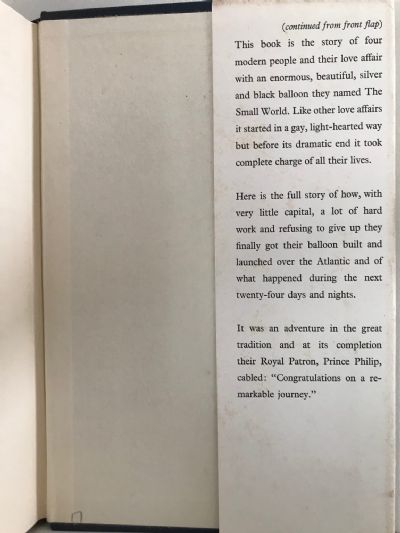 (continued from front flap)
This book is the story of four
modern people and their love affair
with an enormous, beautiful, silver
and black balloon they named The
Small World. Like other love affairs
it started in a gay, light-hearted way
but before its dramatic end it took
complete charge of all their lives.
Here is the full story of how, with
very little capital, a lot of hard
work and refusing to give up they
finally got their balloon built and
launched over the Atlantic and of
what happened during the next
twenty-four days and nights.
It was an adventure in the great
tradition and at its completion
their Royal Patron, Prince Philip,
cabled: “Congratulations on a re-
markable journey.”